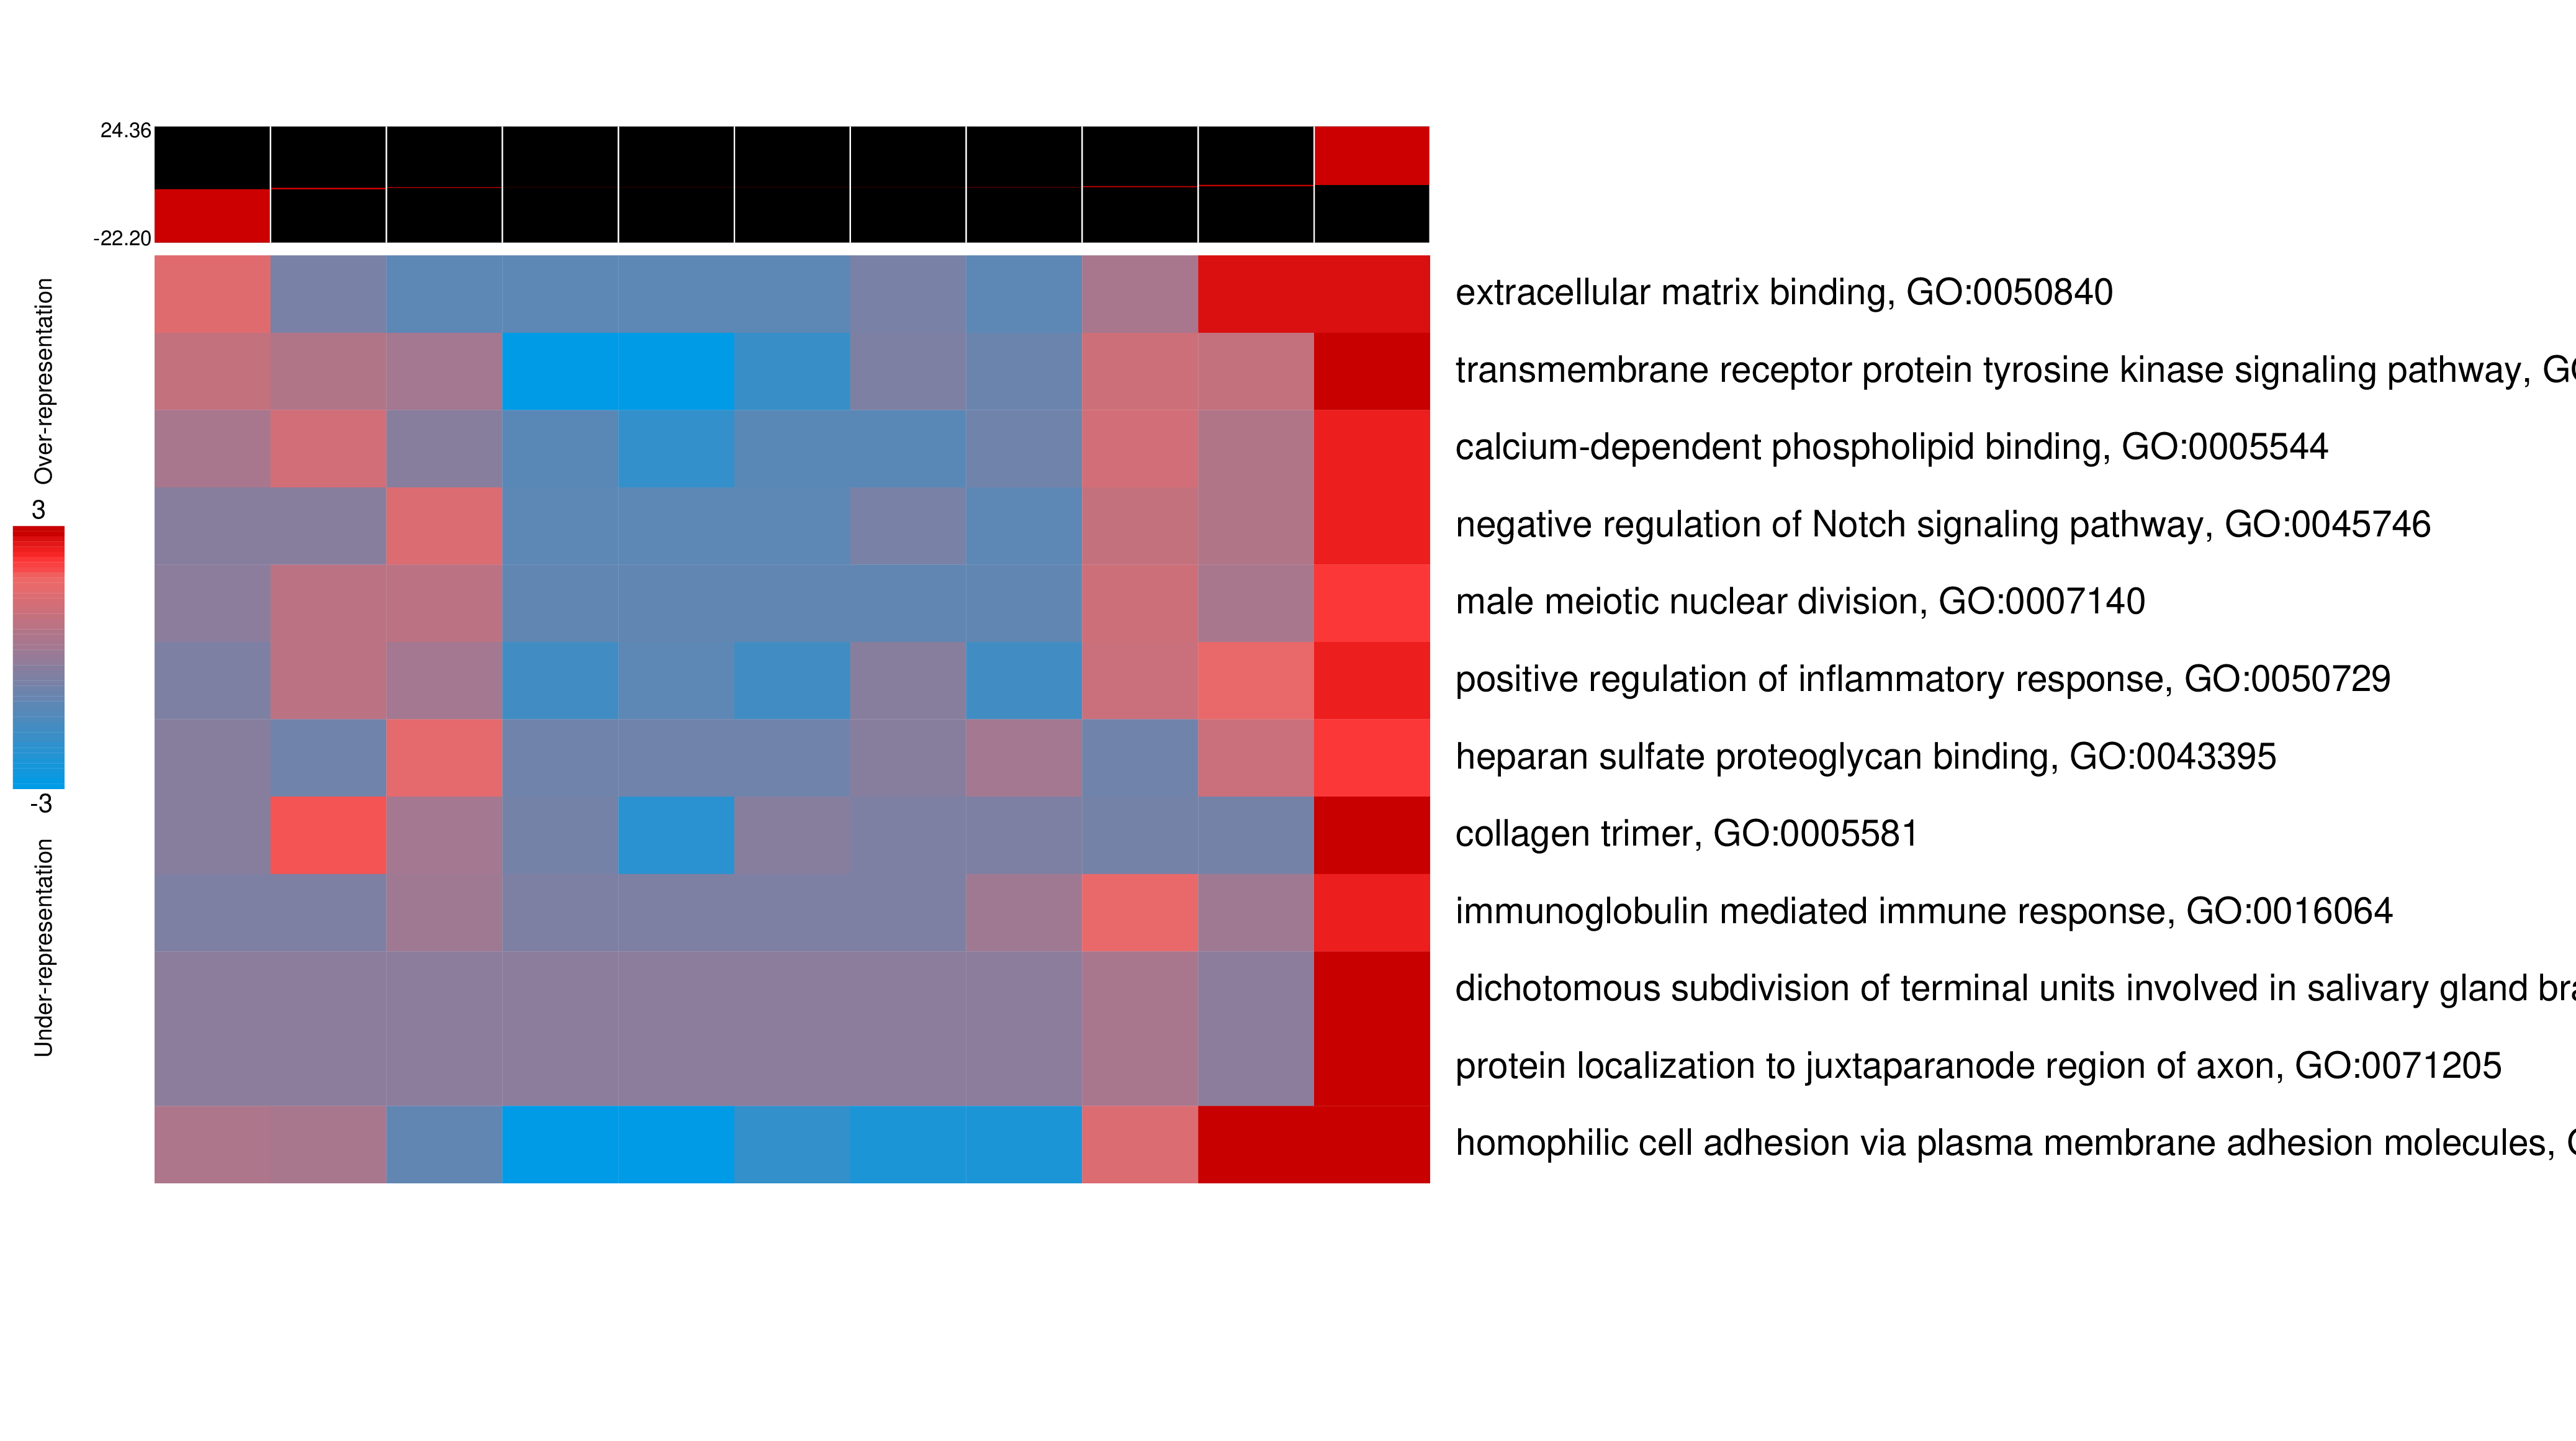 24.36
-22.20
Over-representation
3
-3
Under-representation
extracellular matrix binding, GO:0050840
transmembrane receptor protein tyrosine kinase signaling pathway,
calcium-dependent phospholipid binding, GO:0005544
negative regulation of Notch signaling pathway, GO:0045746
male meiotic nuclear division, GO:0007140
positive regulation of inflammatory response, GO:0050729
heparan sulfate proteoglycan binding, GO:0043395
collagen trimer, GO:0005581
immunoglobulin mediated immune response, GO:0016064
dichotomous subdivision of terminal units involved in salivary gland
protein localization to juxtaparanode region of axon, GO:0071205
homophilic cell adhesion via plasma membrane adhesion molecules,